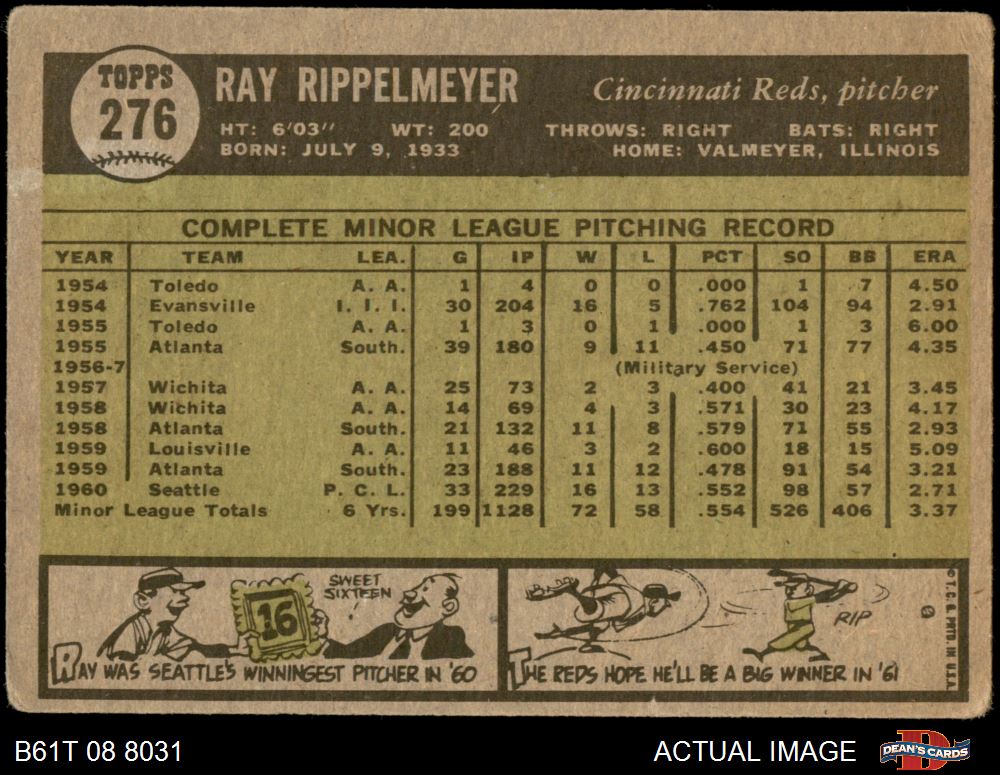 TOPPS
276
RAY RIPPELMEYER
Cincinnati Reds, pitcher
HT: 6'03" WT: 200 THROWS: RIGHT BATS: RIGHT
BORN: JULY 9, 1933 HOME: VALMEYER, ILLINOIS
COMPLETE MINOR LEAGUE PITCHING RECORD
YEAR TEAM LEA. G IP W L PCT SO BB ERA
1954 Toledo A. A. 1 4 0 0 .000 1 7 4.50
1954 Evansville I. I. I. 30 204 16 5 .762 104 94 2.91
1955 Toledo A. A. 1 3 0 1 .000 1 3 6.00
1955 Atlanta South. 39 180 9 11 .450 71 77 4.35
1956-7 (Military Service)
1957 Wichita A. A. 25 73 2 3 .400 41 21 3.45
1958 Wichita A. A. 14 69 4 3 .571 30 23 4.17
1958 Atlanta South. 21 132 11 8 .579 71 55 2.93
1959 Louisville A. A. 11 46 3 2 .600 18 15 5.09
1959 Atlanta South. 23 188 11 12 .478 91 54 3.21
1960 Seattle P. C. L. 33 229 16 13 .552 98 57 2.71
Minor League Totals 6 Yrs. 199 1128 72 58 .554 526 406 3.37
16
SWEET
SIXTEEN
RAY WAS SEATTLE'S WINNINGEST PITCHER IN '60
RIP
THE REDS HOPE HE'LL BE A BIG WINNER IN '61
© T.C.G. PRTD. IN U.S.A.
B61T 08 8031
ACTUAL IMAGE
DEAN'S CARDS